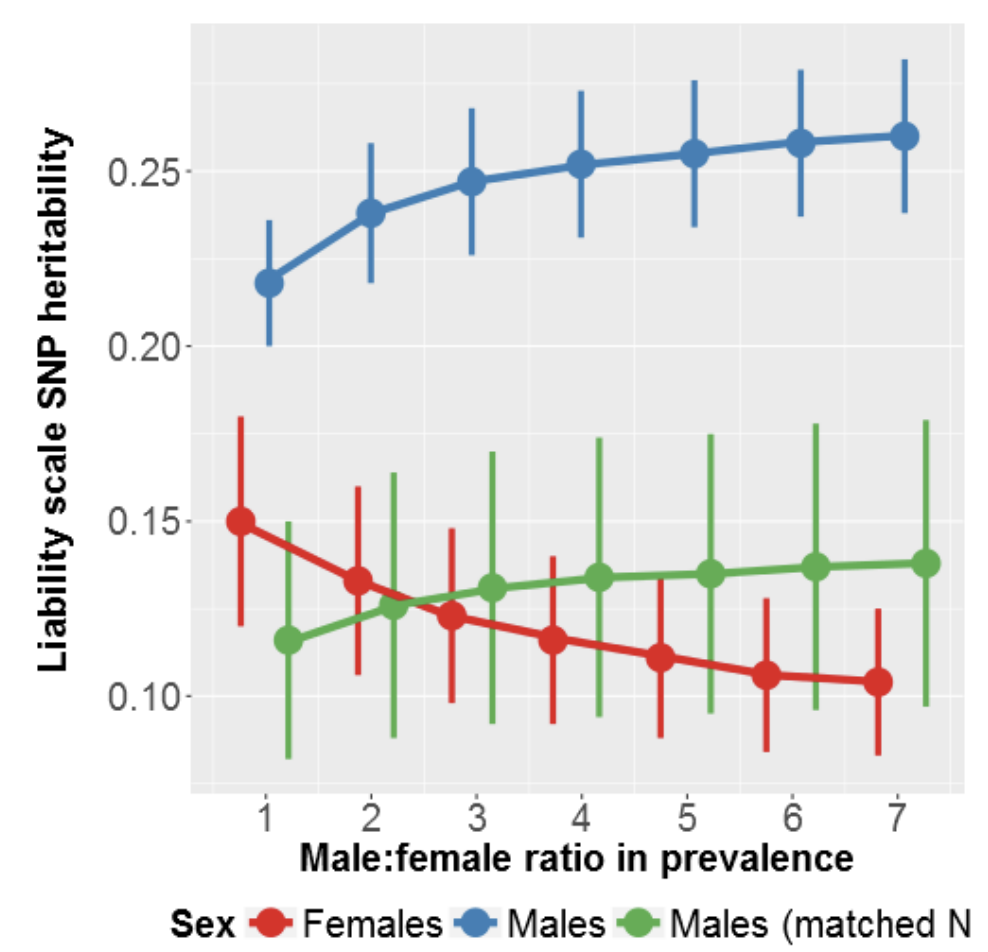 Liability scale SNP heritability
0.25
0.20
0.15
0.10
1 2 3 4 5 6 7
Male:female ratio in prevalence
Sex Females Males Males (matched N